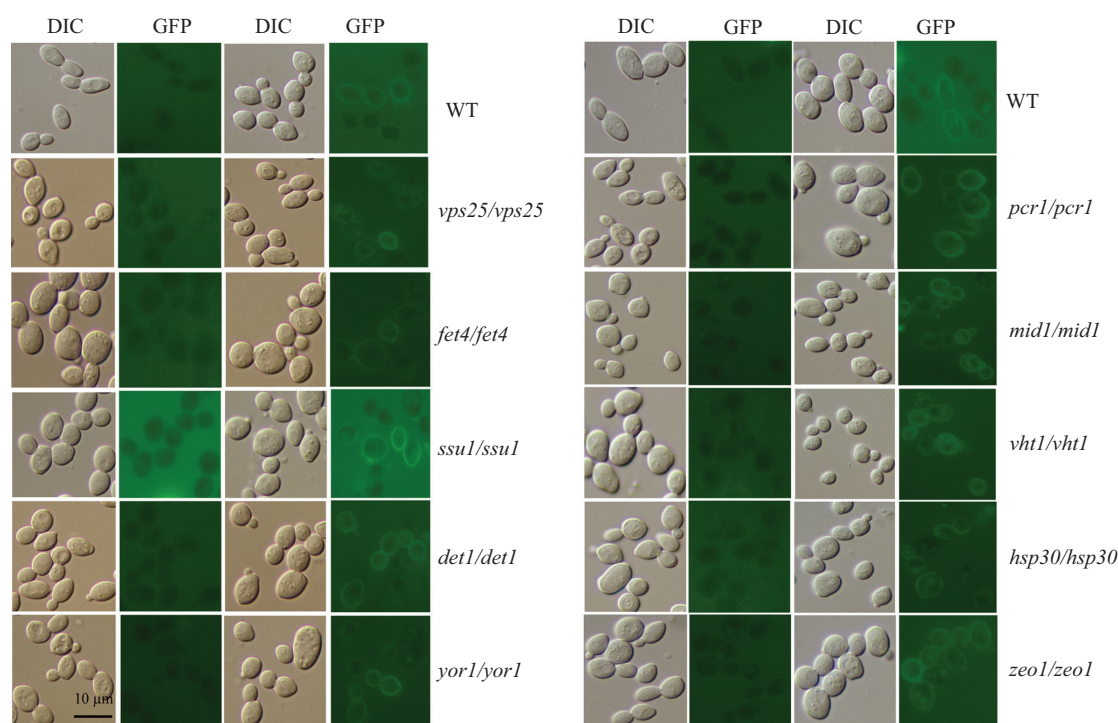 DIC GFP DIC GFP
WT
vps25/vps25
fet4/fet4
ssu1/ssu1
det1/det1
yor1/yor1
10 µm
DIC GFP DIC GFP
WT
pcr1/pcr1
mid1/mid1
vht1/vht1
hsp30/hsp30
zeo1/zeo1